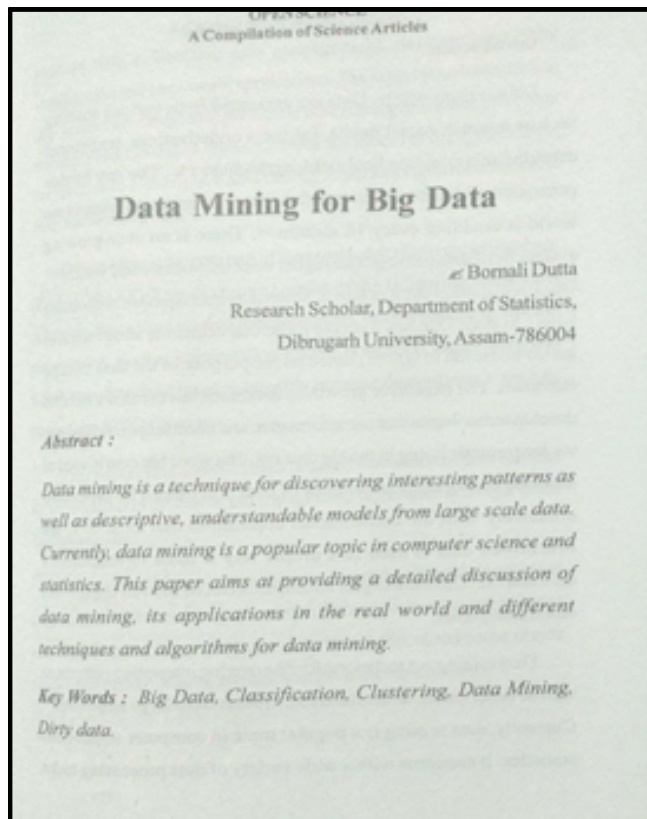 OPEN SCIENCE
A Compilation of Science Articles
Data Mining for Big Data
Bornali Dutta
Research Scholar, Department of Statistics,
Dibrugarh University, Assam-786004
Abstract :
Data mining is a technique for discovering interesting patterns as
well as descriptive, understandable models from large scale data.
Currently, data mining is a popular topic in computer science and
statistics. This paper aims at providing a detailed discussion of
data mining, its applications in the real world and different
techniques and algorithms for data mining.
Key Words : Big Data, Classification, Clustering, Data Mining,
Dirty data.